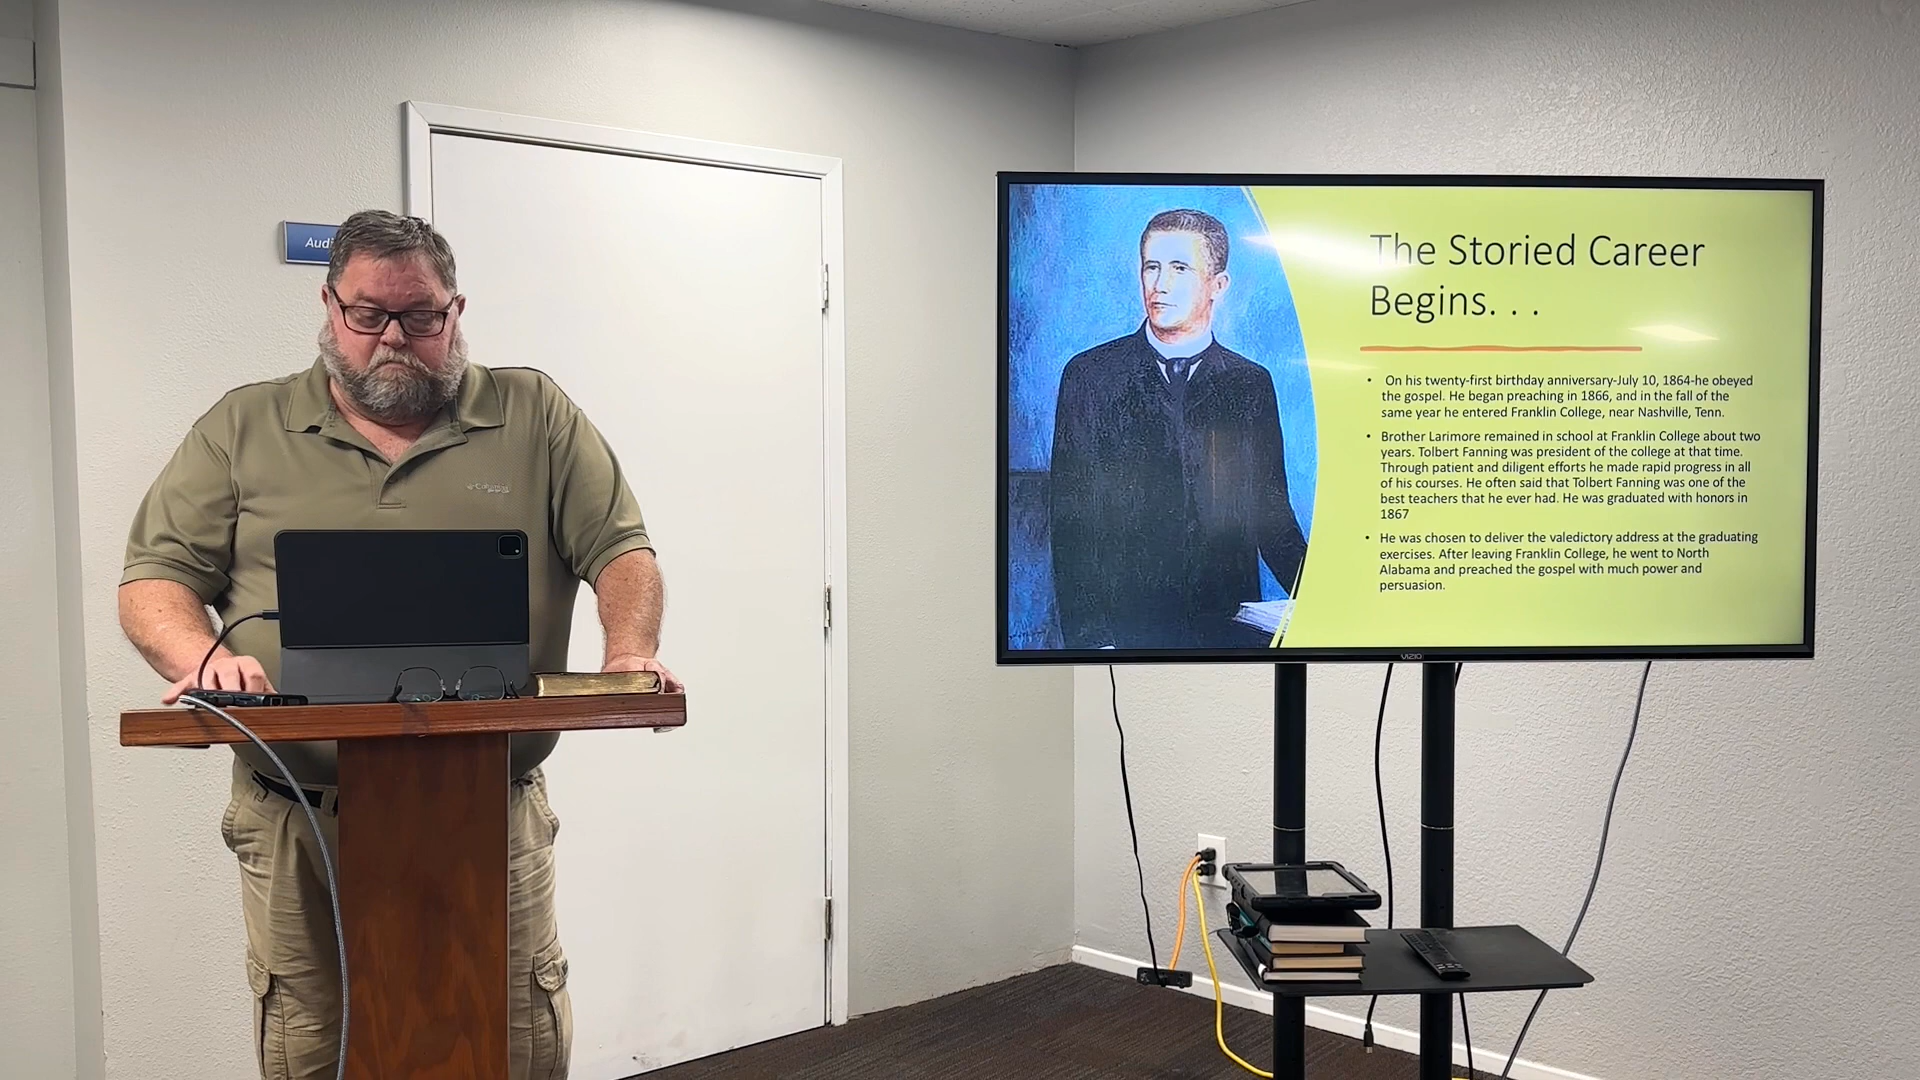 Audi
Columbia
The Storied Career
Begins. . .
• On his twenty-first birthday anniversary-July 10, 1864-he obeyed
the gospel. He began preaching in 1866, and in the fall of the
same year he entered Franklin College, near Nashville, Tenn.
• Brother Larimore remained in school at Franklin College about two
years. Tolbert Fanning was president of the college at that time.
Through patient and diligent efforts he made rapid progress in all
of his courses. He often said that Tolbert Fanning was one of the
best teachers that he ever had. He was graduated with honors in
1867
• He was chosen to deliver the valedictory address at the graduating
exercises. After leaving Franklin College, he went to North
Alabama and preached the gospel with much power and
persuasion.
VIZIO